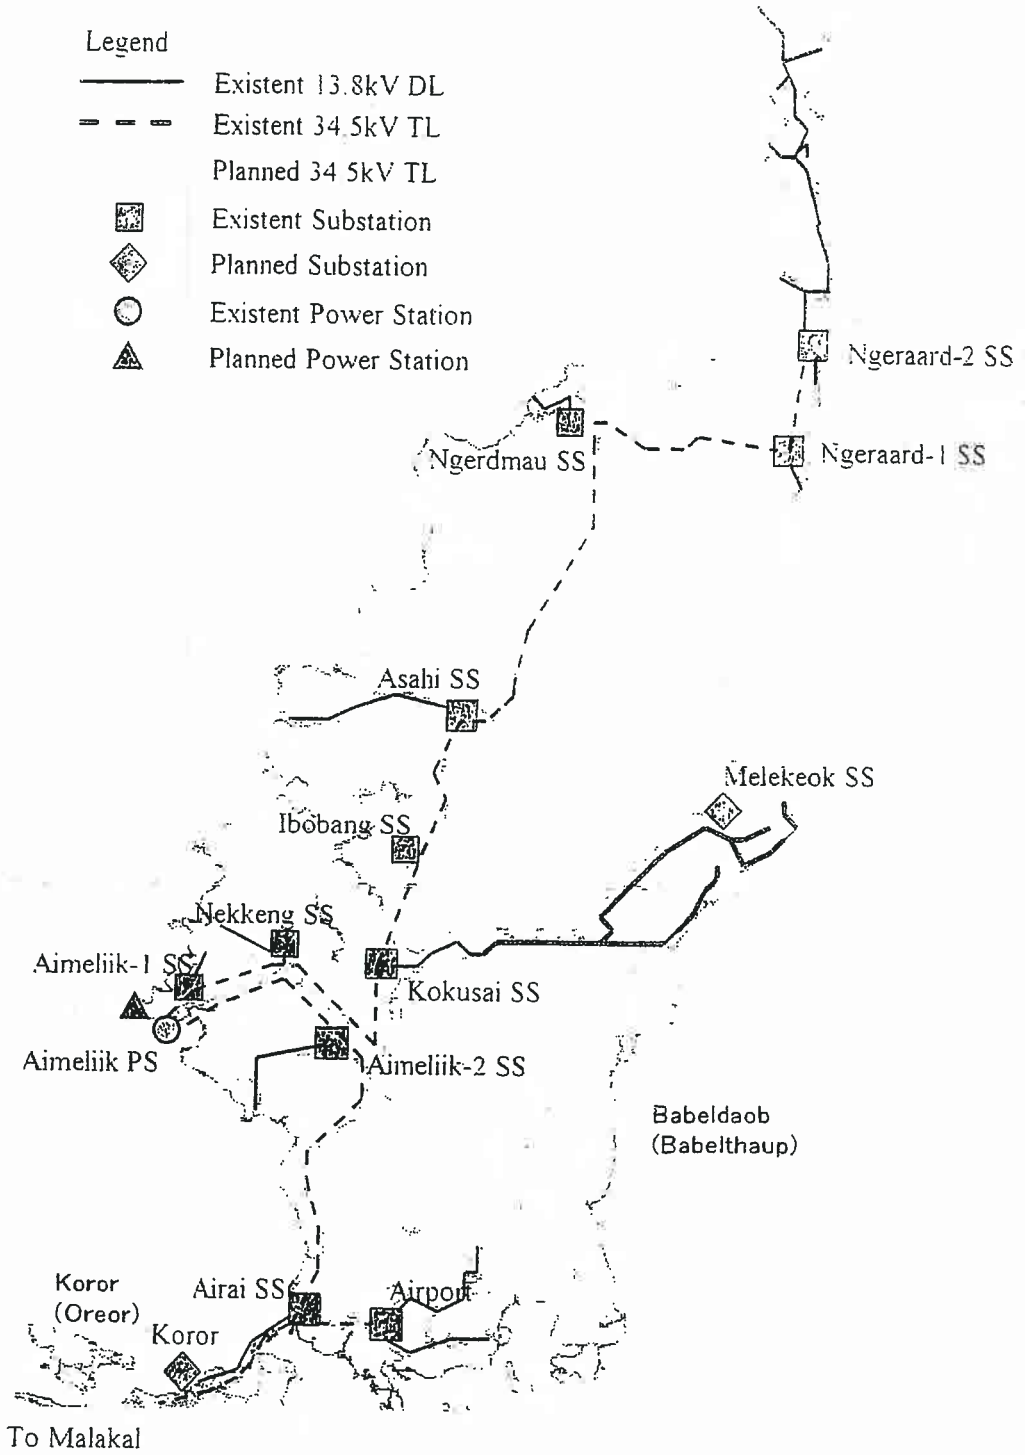 Legend
Existent 13.8kV DL
Existent 34.5kV TL
Planned 34 5kV TL
Existent Substation
Planned Substation
Existent Power Station
Planned Power Station
Ngeraard-2 SS
Ngerdmau SS
Ngeraard-1 SS
Asahi SS
Melekeok SS
Ibobang SS
Nekkeng SS
Aimeliik-1 SS
Kokusai SS
Aimeliik PS
Aimeliik-2 SS
Babeldaob
(Babelthaup)
Koror
(Oreor)
Airai SS
Airport
Koror
To Malakal